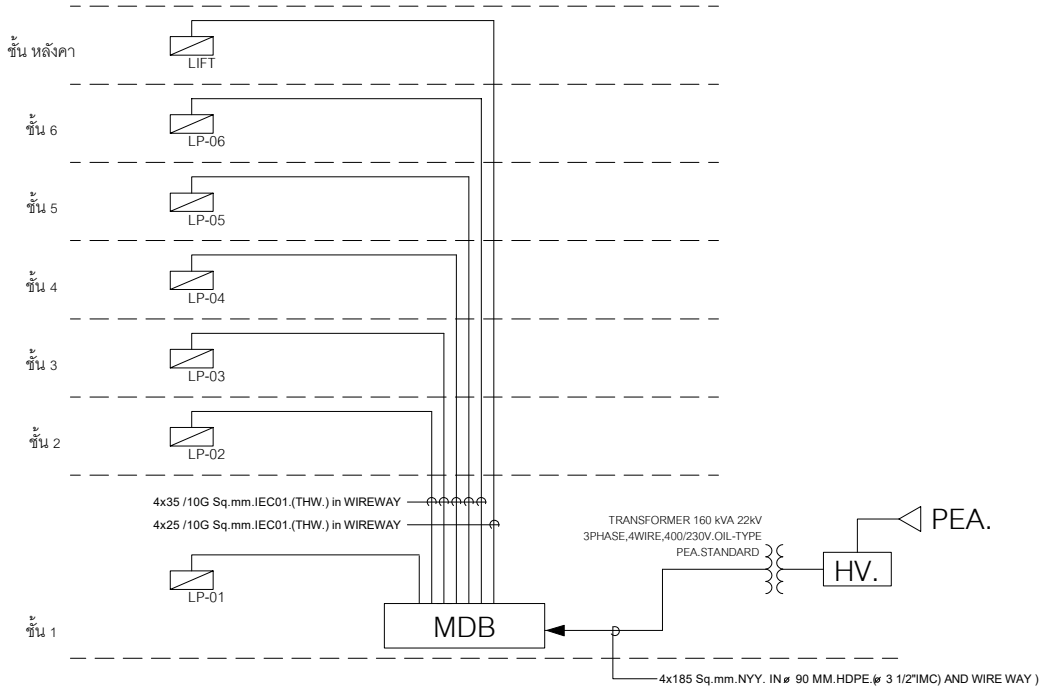 ชั้น หลังคา
LIFT
ชั้น 6
LP-06
ชั้น 5
LP-05
ชั้น 4
LP-04
ชั้น 3
LP-03
ชั้น 2
LP-02
4x35 /10G Sq.mm.IEC01.(THW.) in WIREWAY
4x25 /10G Sq.mm.IEC01.(THW.) in WIREWAY
TRANSFORMER 160 kVA 22kV
3PHASE,4WIRE,400/230V.OIL-TYPE
PEA.STANDARD
PEA.
HV.
LP-01
ชั้น 1
MDB
4x185 Sq.mm.NYY. IN ø 90 MM.HDPE.(ø 3 1/2"IMC) AND WIRE WAY )